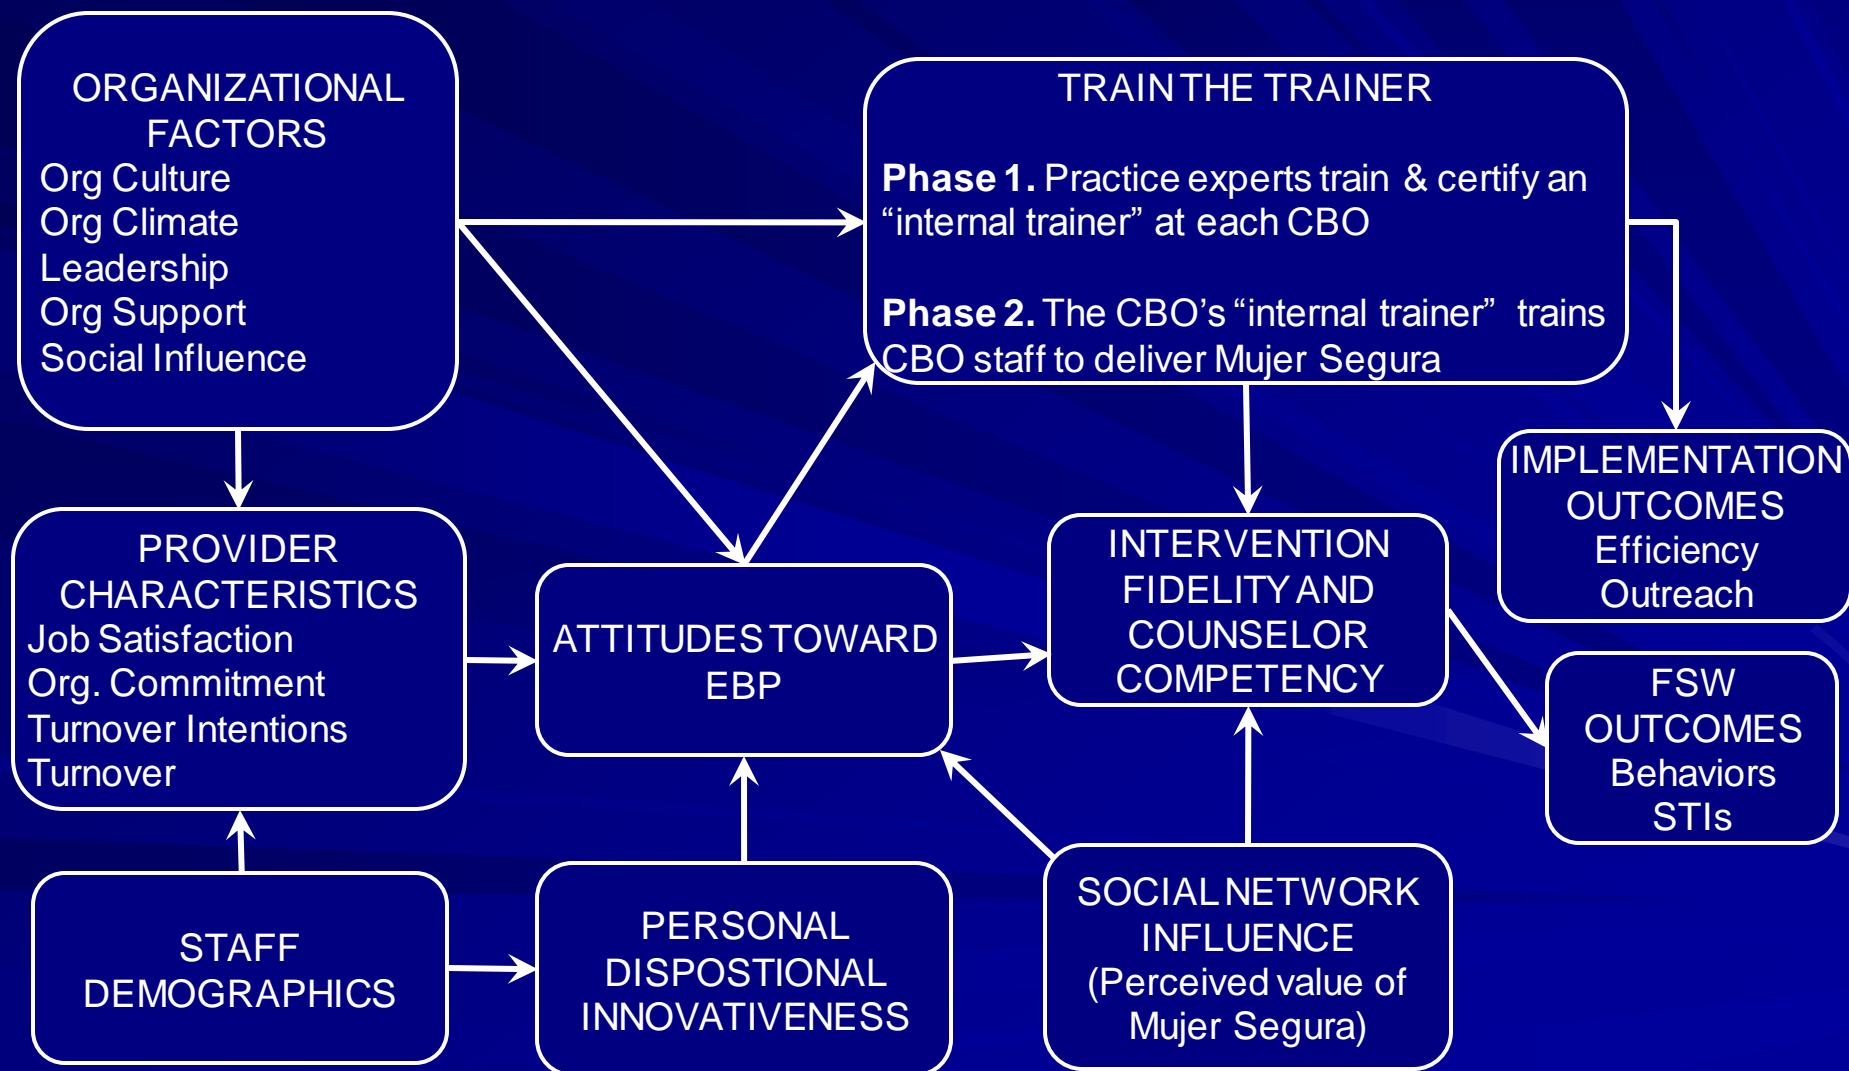 ORGANIZATIONAL
FACTORS
Org Culture
Org Climate
Leadership
Org Support
Social Influence
TRAIN THE TRAINER
Phase 1. Practice experts train & certify an
“internal trainer” at each CBO
Phase 2. The CBO’s “internal trainer” trains
CBO staff to deliver Mujer Segura
IMPLEMENTATION
OUTCOMES
Efficiency
Outreach
PROVIDER
CHARACTERISTICS
Job Satisfaction
Org. Commitment
Turnover Intentions
Turnover
ATTITUDES TOWARD
EBP
INTERVENTION
FIDELITY AND
COUNSELOR
COMPETENCY
FSW
OUTCOMES
Behaviors
STIs
STAFF
DEMOGRAPHICS
PERSONAL
DISPOSTIONAL
INNOVATIVENESS
SOCIAL NETWORK
INFLUENCE
(Perceived value of
Mujer Segura)